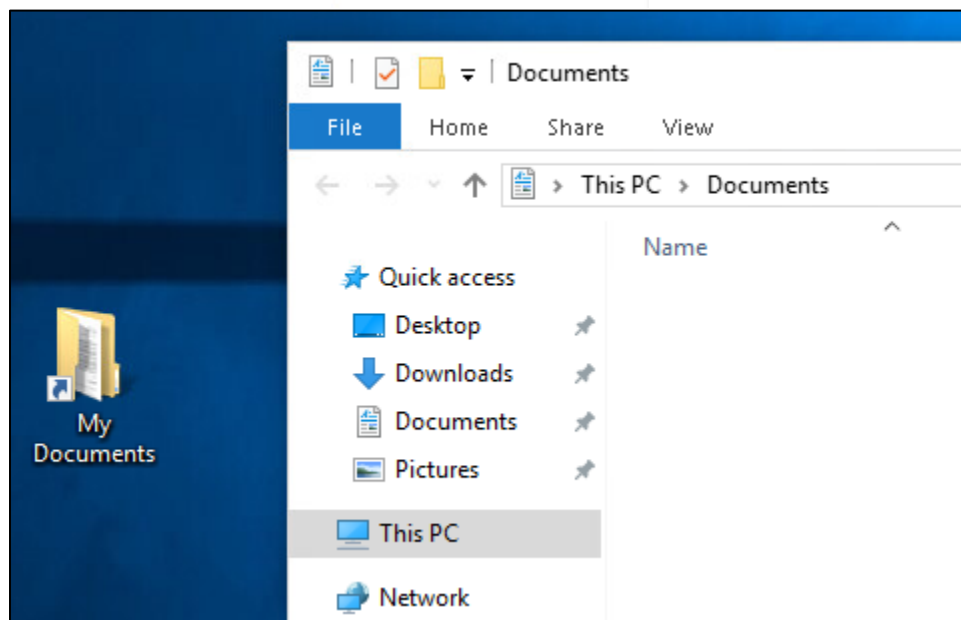 Documents
File Home Share View
> This PC > Documents
Name
Quick access
Desktop
Downloads
Documents
Pictures
This PC
Network
My
Documents